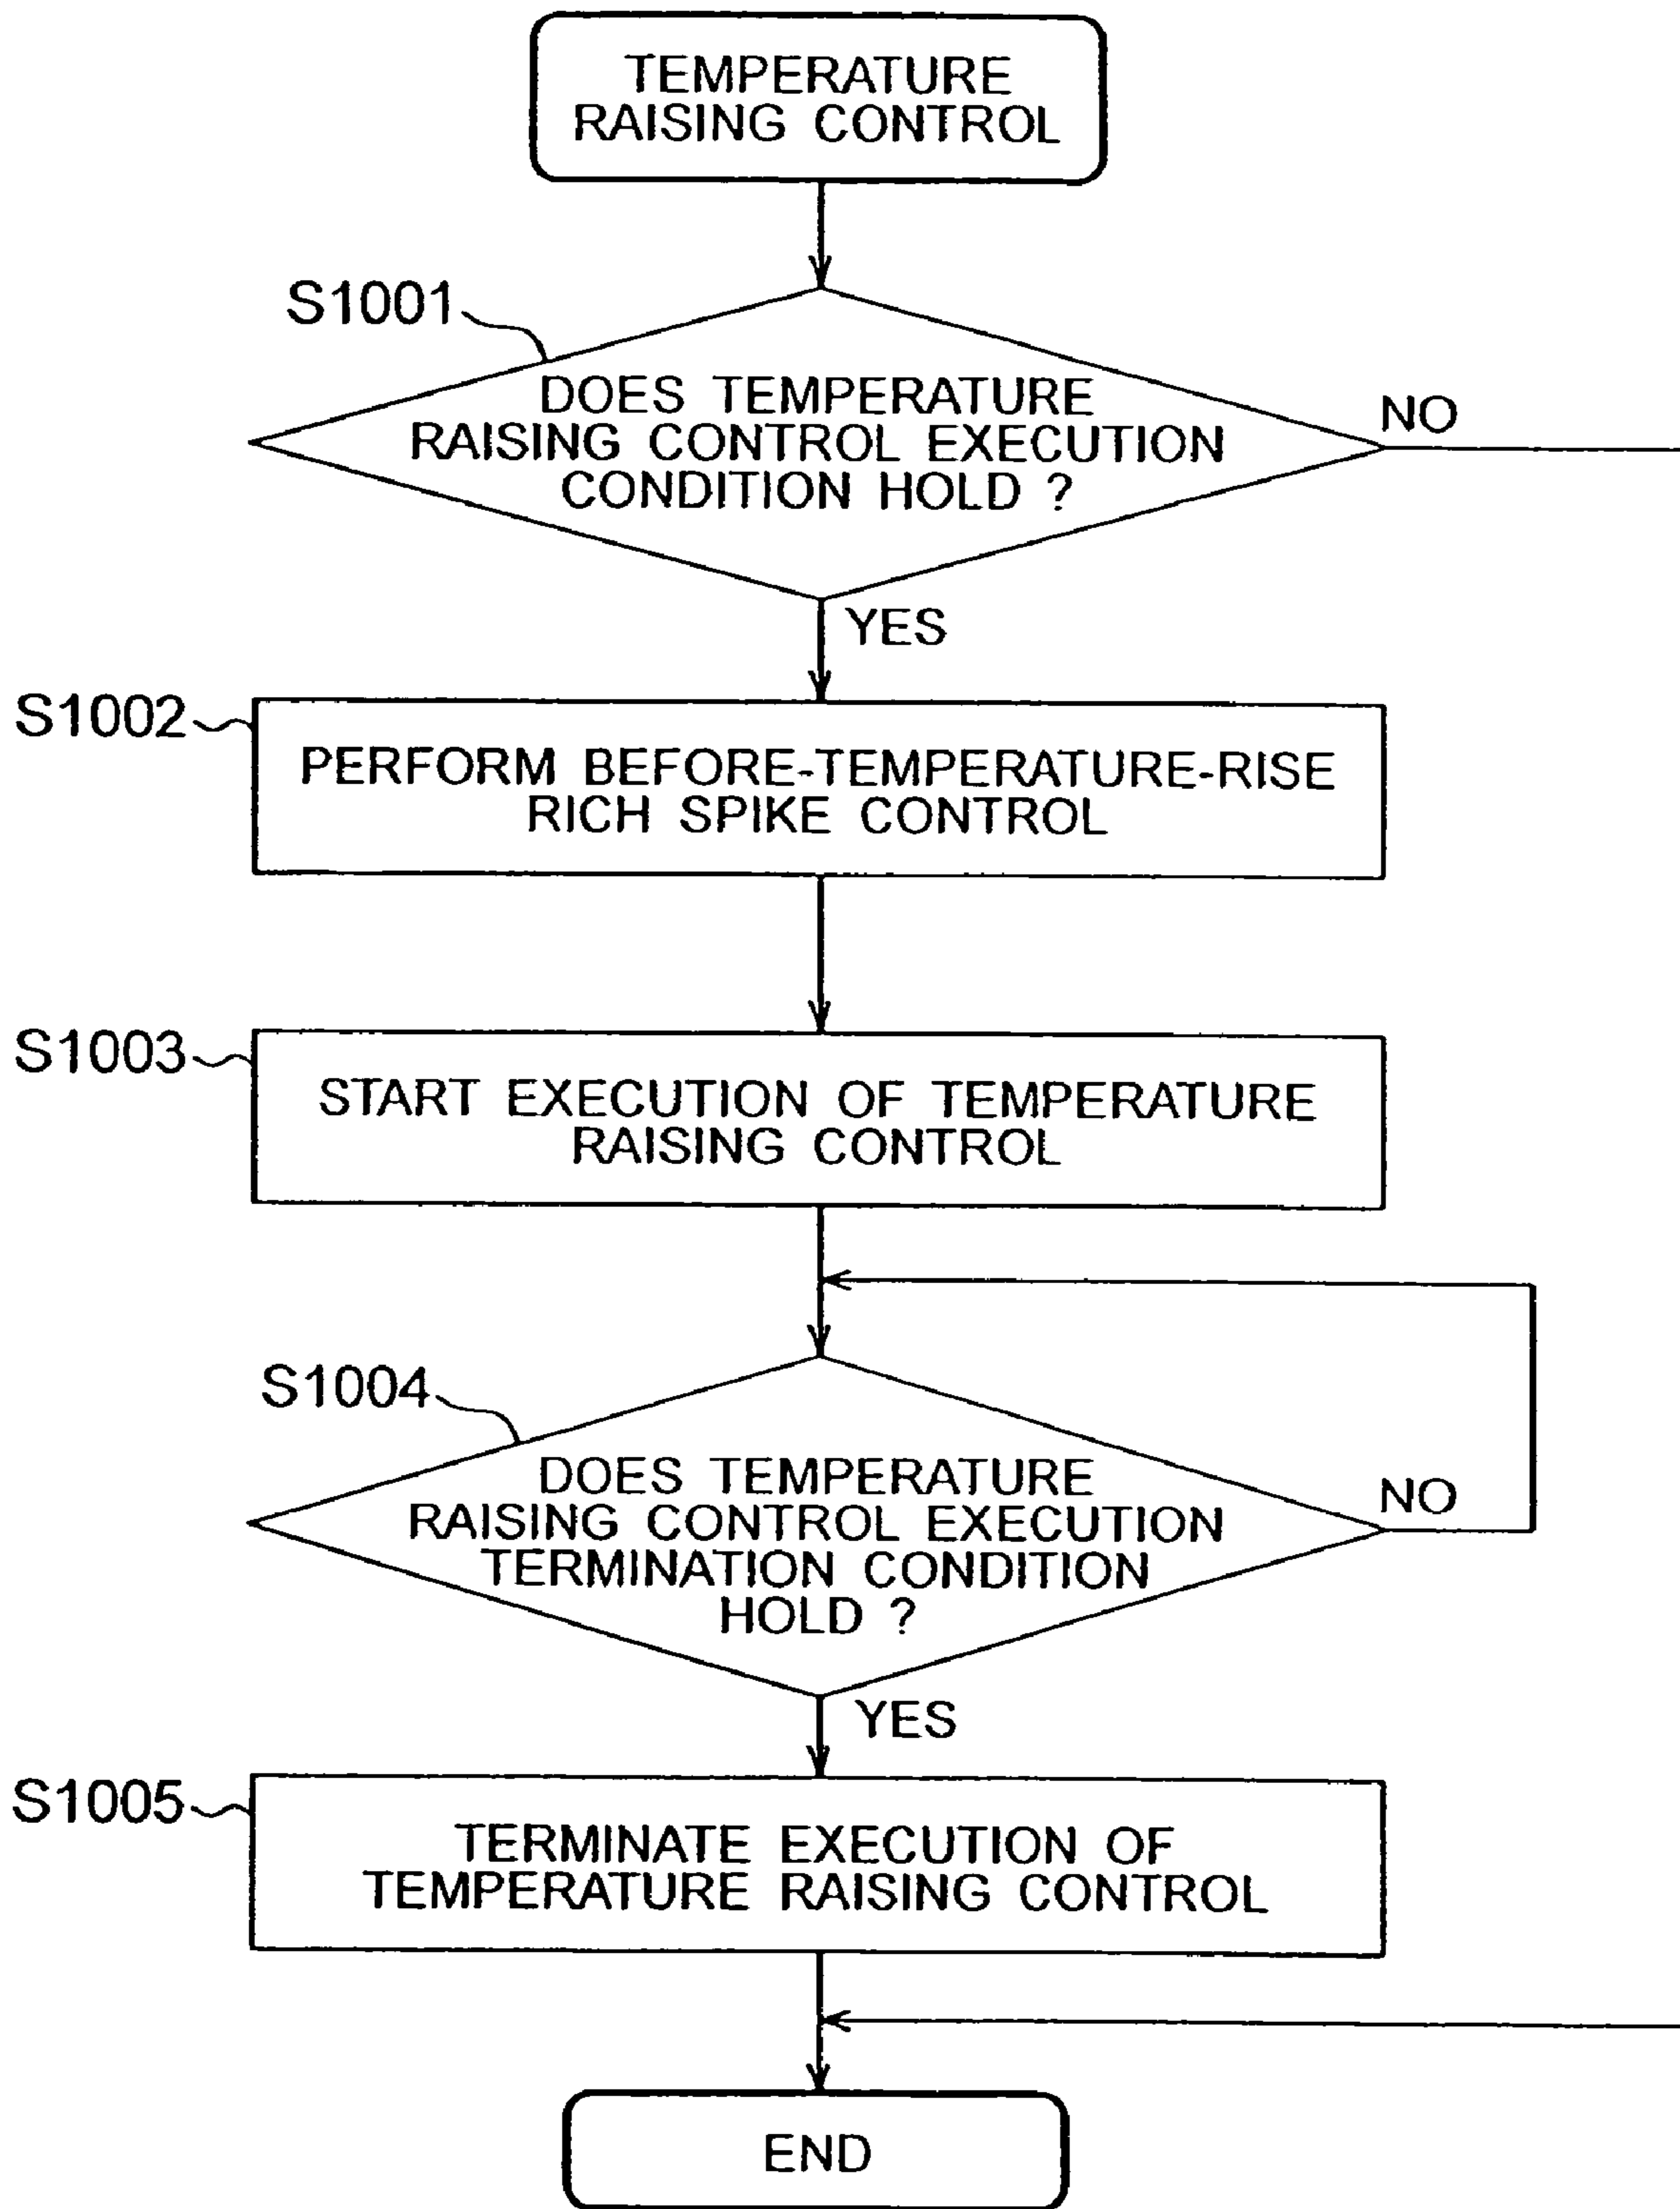 TEMPERATURE
RAISING CONTROL
S1001
DOES TEMPERATURE
RAISING CONTROL EXECUTION
CONDITION HOLD ?
NO
YES
S1002
PERFORM BEFORE-TEMPERATURE-RISE
RICH SPIKE CONTROL
S1003
START EXECUTION OF TEMPERATURE
RAISING CONTROL
S1004
DOES TEMPERATURE
RAISING CONTROL EXECUTION
TERMINATION CONDITION
HOLD ?
NO
YES
S1005
TERMINATE EXECUTION OF
TEMPERATURE RAISING CONTROL
END